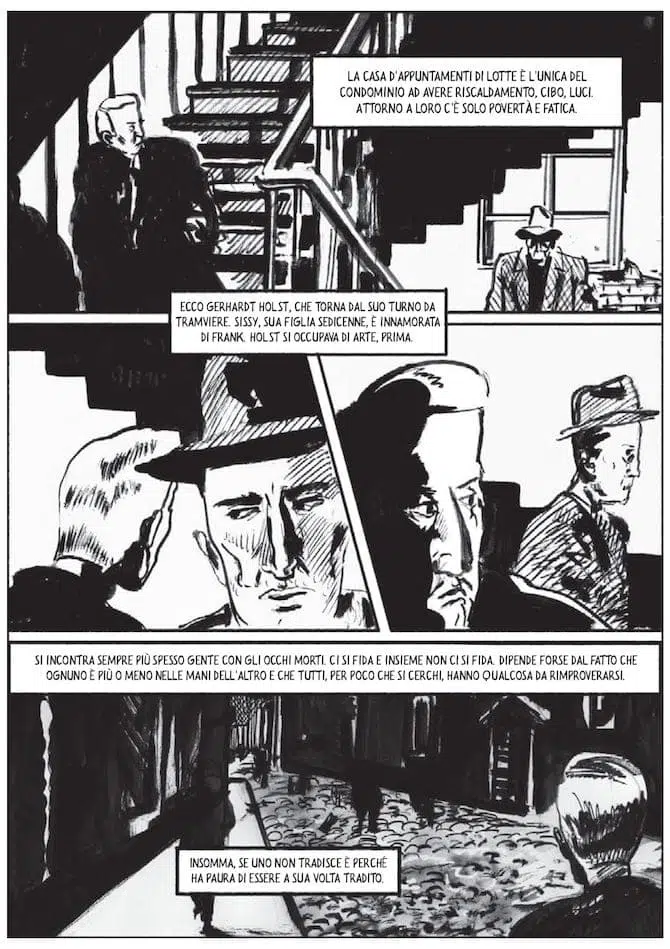 LA CASA D'APPUNTAMENTI DI LOTTE È L'UNICA DEL
CONDOMINIO AD AVERE RISCALDAMENTO, CIBO, LUCI.
ATTORNO A LORO C'È SOLO POVERTÀ E FATICA.
ECCO GERHARDT HOLST, CHE TORNA DAL SUO TURNO DA
TRAMVIERE. SISSY, SUA FIGLIA SEDICENNE, È INNAMORATA
DI FRANK. HOLST SI OCCUPAVA DI ARTE, PRIMA.
SI INCONTRA SEMPRE PIÙ SPESSO GENTE CON GLI OCCHI MORTI. CI SI FIDA E INSIEME NON CI SI FIDA. DIPENDE FORSE DAL FATTO CHE
OGNUNO È PIÙ O MENO NELLE MANI DELL'ALTRO E CHE TUTTI, PER POCO CHE SI CERCHI, HANNO QUALCOSA DA RIMPROVERARSI.
INSOMMA, SE UNO NON TRADISCE È PERCHÉ
HA PAURA DI ESSERE A SUA VOLTA TRADITO.